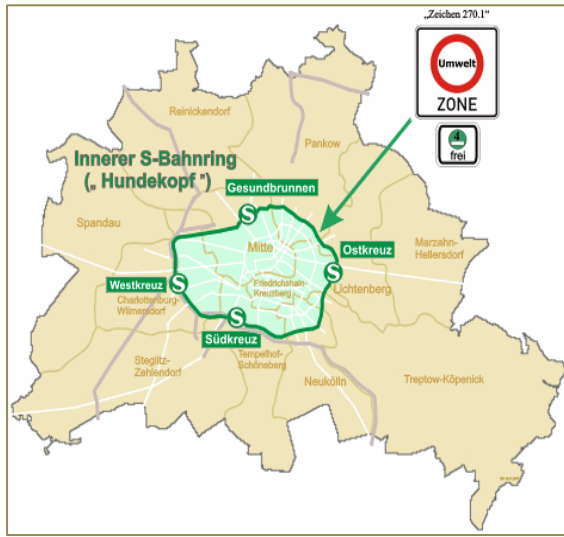 „Zeichen 270.1"
Umwelt
ZONE
4
frei
Reinickendorf
Pankow
Innerer S-Bahnring
(„ Hundekopf ")
Gesundbrunnen
S
Spandau
Mitte
Ostkreuz
S
Marzahn-
Hellersdorf
Westkreuz
S
Friedrichshain-
Kreuzberg
Lichtenberg
Charlottenburg-
Wilmersdorf
S
Südkreuz
Steglitz-
Zehlendorf
Tempelhof-
Schöneberg
Neukölln
Treptow-Köpenick